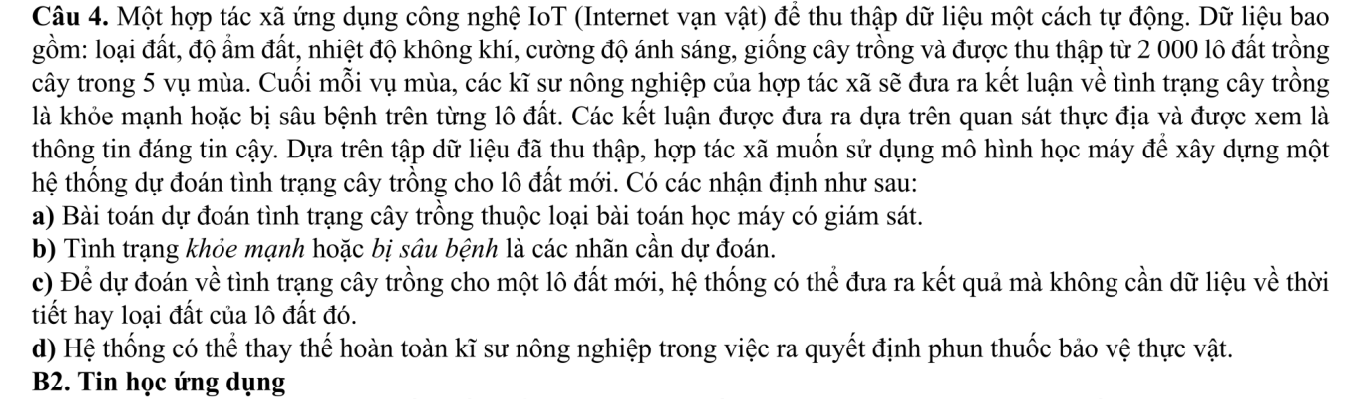 Câu 4. Một hợp tác xã ứng dụng công nghệ IoT (Internet vạn vật) để thu thập dữ liệu một cách tự động. Dữ liệu bao
gồm: loại đất, độ ẩm đất, nhiệt độ không khí, cường độ ánh sáng, giống cây trồng và được thu thập từ 2 000 lô đất trồng
cây trong 5 vụ mùa. Cuối mỗi vụ mùa, các kĩ sư nông nghiệp của hợp tác xã sẽ đưa ra kết luận về tình trạng cây trồng
là khỏe mạnh hoặc bị sâu bệnh trên từng lô đất. Các kết luận được đưa ra dựa trên quan sát thực địa và được xem là
thông tin đáng tin cậy. Dựa trên tập dữ liệu đã thu thập, hợp tác xã muốn sử dụng mô hình học máy để xây dựng một
hệ thống dự đoán tình trạng cây trồng cho lô đất mới. Có các nhận định như sau:
a) Bài toán dự đoán tình trạng cây trồng thuộc loại bài toán học máy có giám sát.
b) Tình trạng khỏe mạnh hoặc bị sâu bệnh là các nhãn cần dự đoán.
c) Để dự đoán về tình trạng cây trồng cho một lô đất mới, hệ thống có thể đưa ra kết quả mà không cần dữ liệu về thời
tiết hay loại đất của lô đất đó.
d) Hệ thống có thể thay thế hoàn toàn kĩ sư nông nghiệp trong việc ra quyết định phun thuốc bảo vệ thực vật.
B2. Tin học ứng dụng